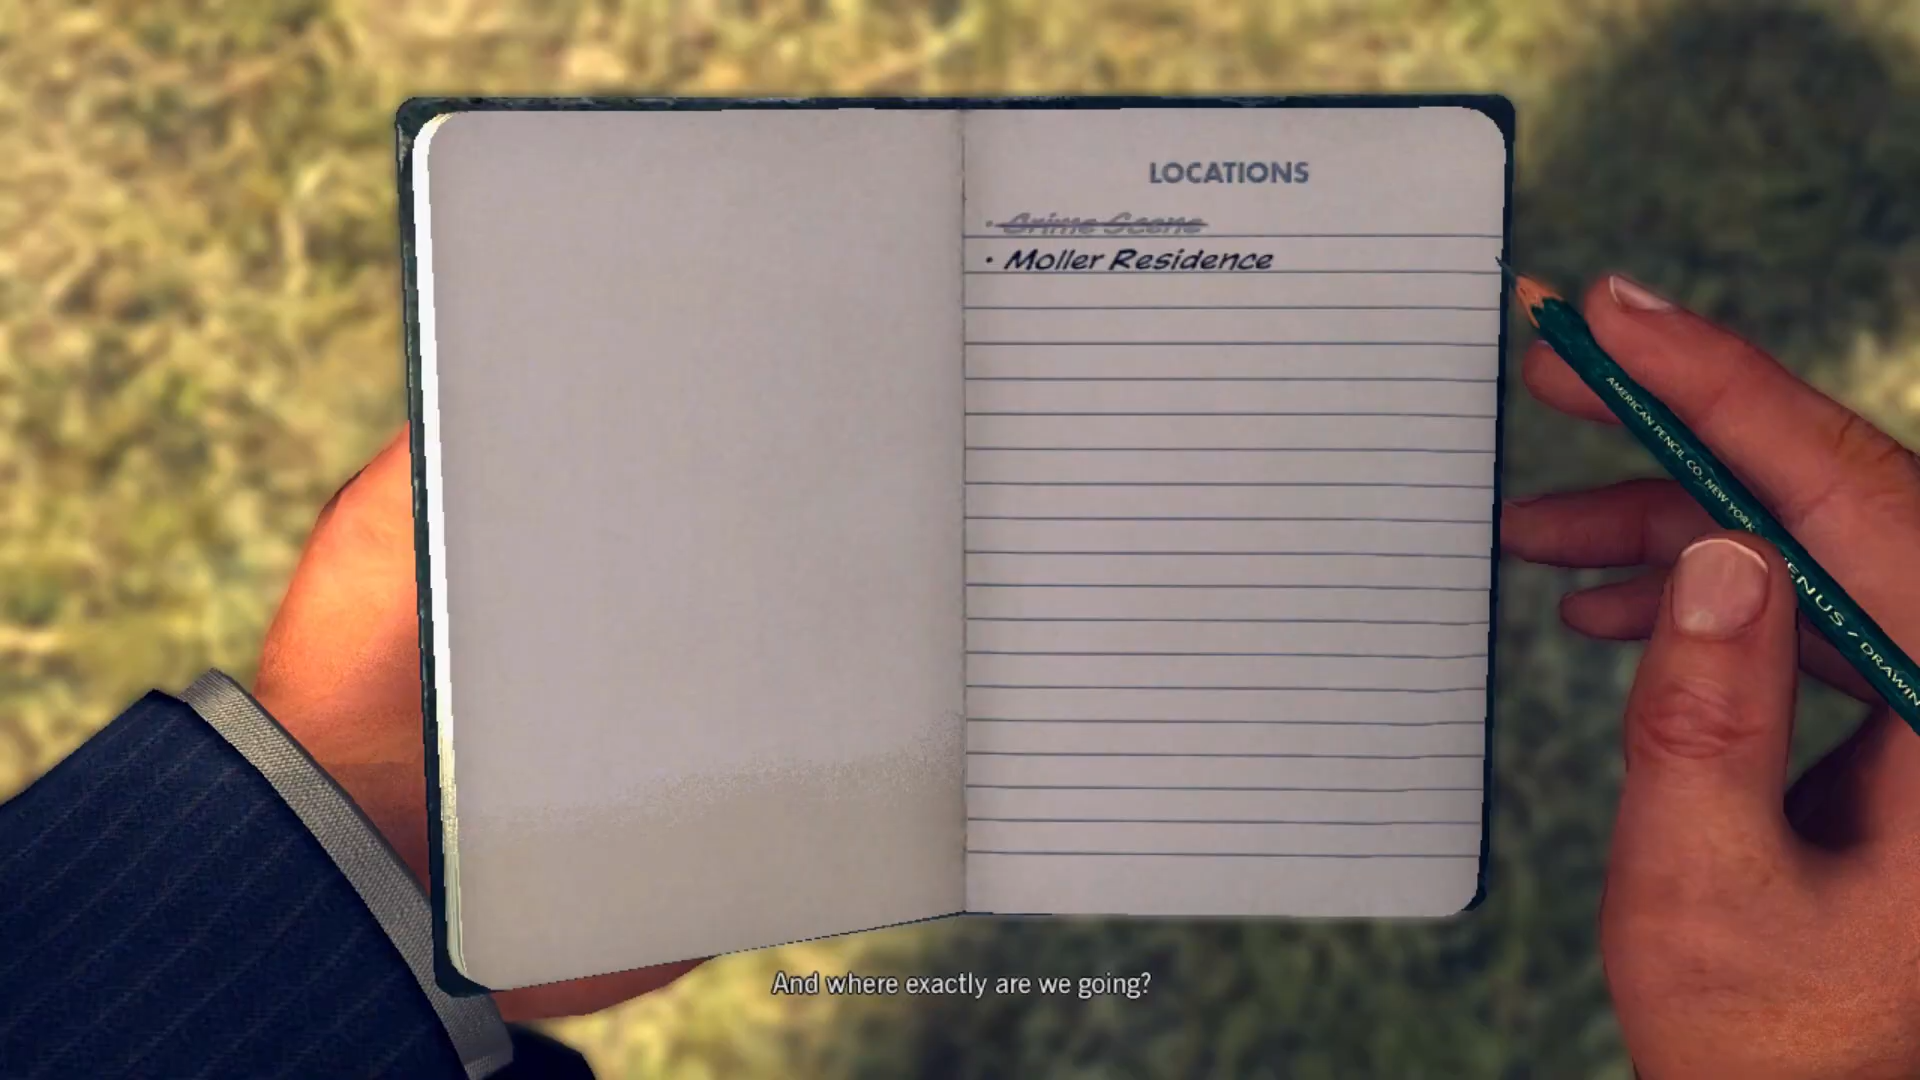 LOCATIONS
· Crime Scene
· Moller Residence
AMERICAN PENCIL CO. NEW YORK
And where exactly are we going?